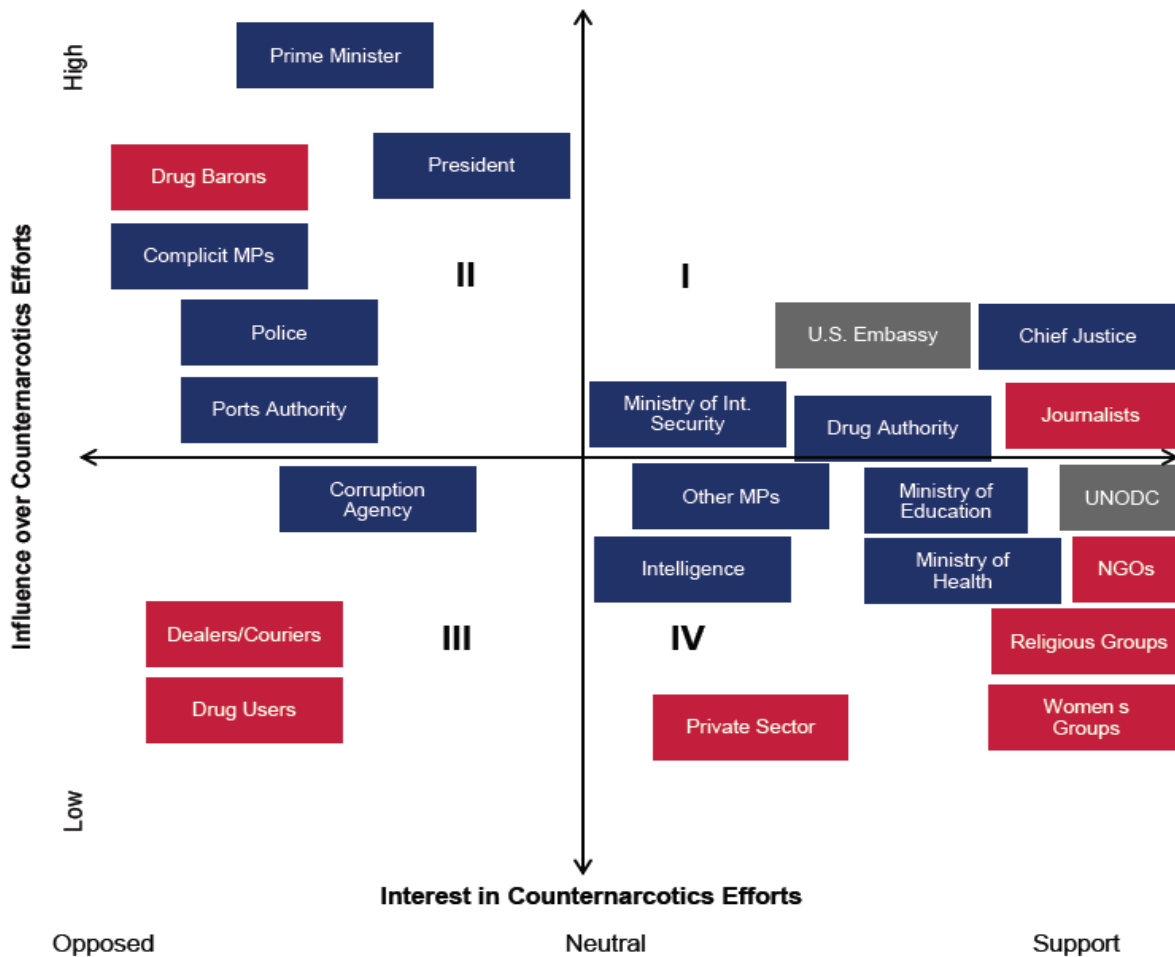 High
Prime Minister
President
Drug Barons
Complicit MPs
II
I
Police
U.S. Embassy
Chief Justice
Ports Authority
Ministry of Int.
Security
Drug Authority
Journalists
Influence over Counternarcotics Efforts
Corruption
Agency
Other MPs
Ministry of
Education
UNODC
Intelligence
Ministry of
Health
NGOs
Dealers/Couriers
III
IV
Religious Groups
Drug Users
Private Sector
Women s
Groups
Low
Interest in Counternarcotics Efforts
Opposed
Neutral
Support